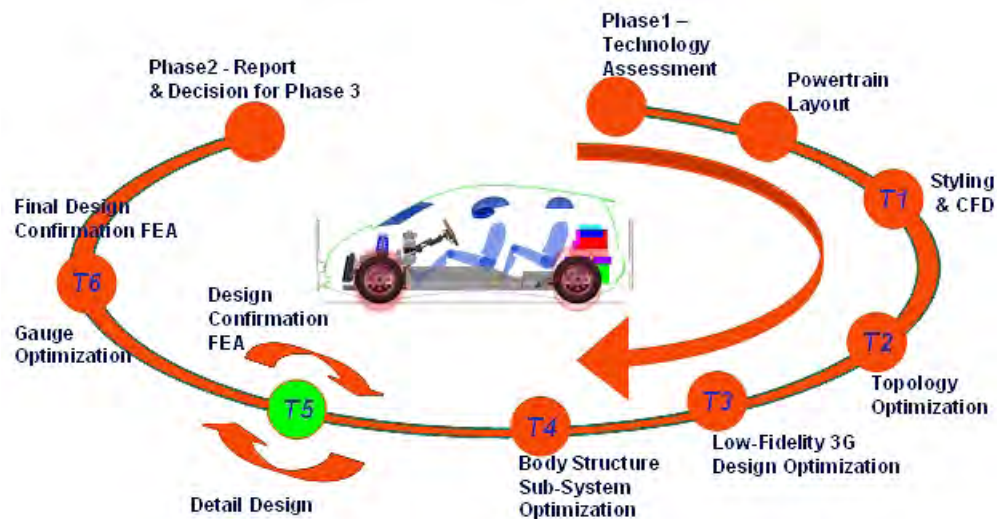 Phase1 –
Technology
Assessment
Phase2 - Report
& Decision for Phase 3
Powertrain
Layout
T1
Styling
& CFD
Final Design
Confirmation FEA
T6
Gauge
Optimization
Design
Confirmation
FEA
T2
Topology
Optimization
T5
T4
T3
Low-Fidelity 3G
Design Optimization
Body Structure
Sub-System
Optimization
Detail Design